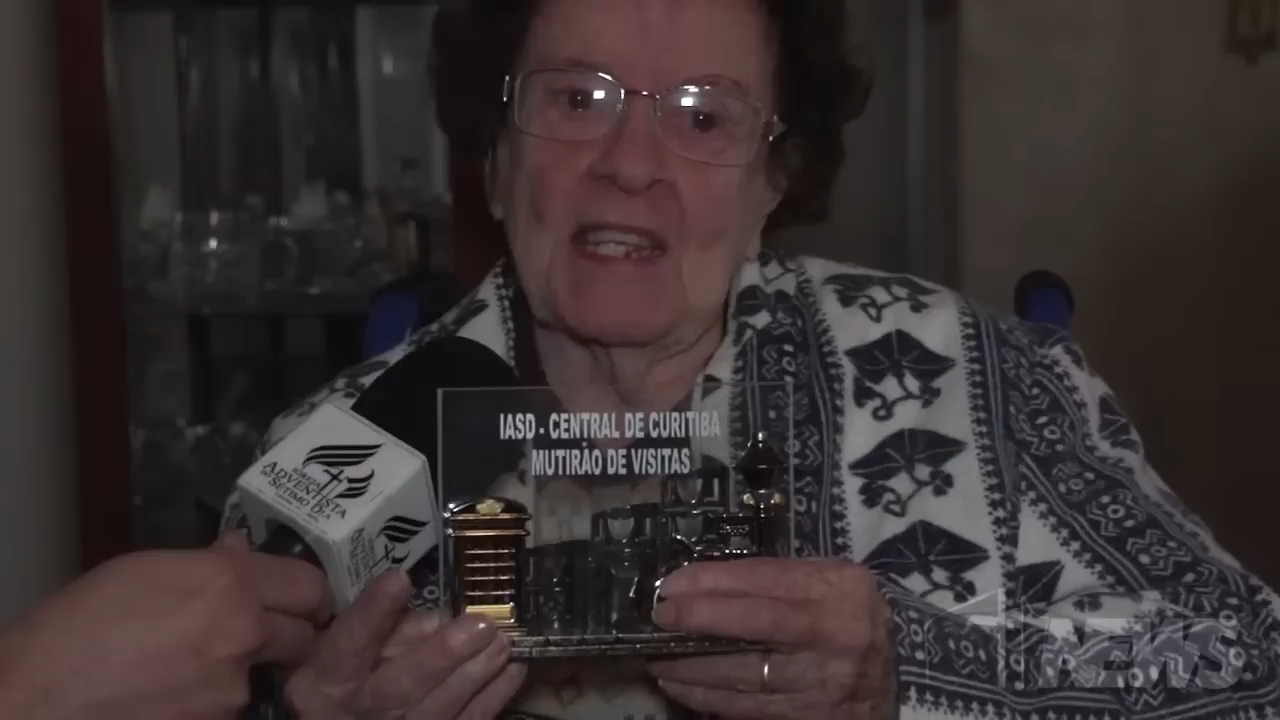 IASD - CENTRAL DE CURITIBA
MUTIRÃO DE VISITAS
IGREJA
ADVENTISTA
DO SÉTIMO DIA
NEWS